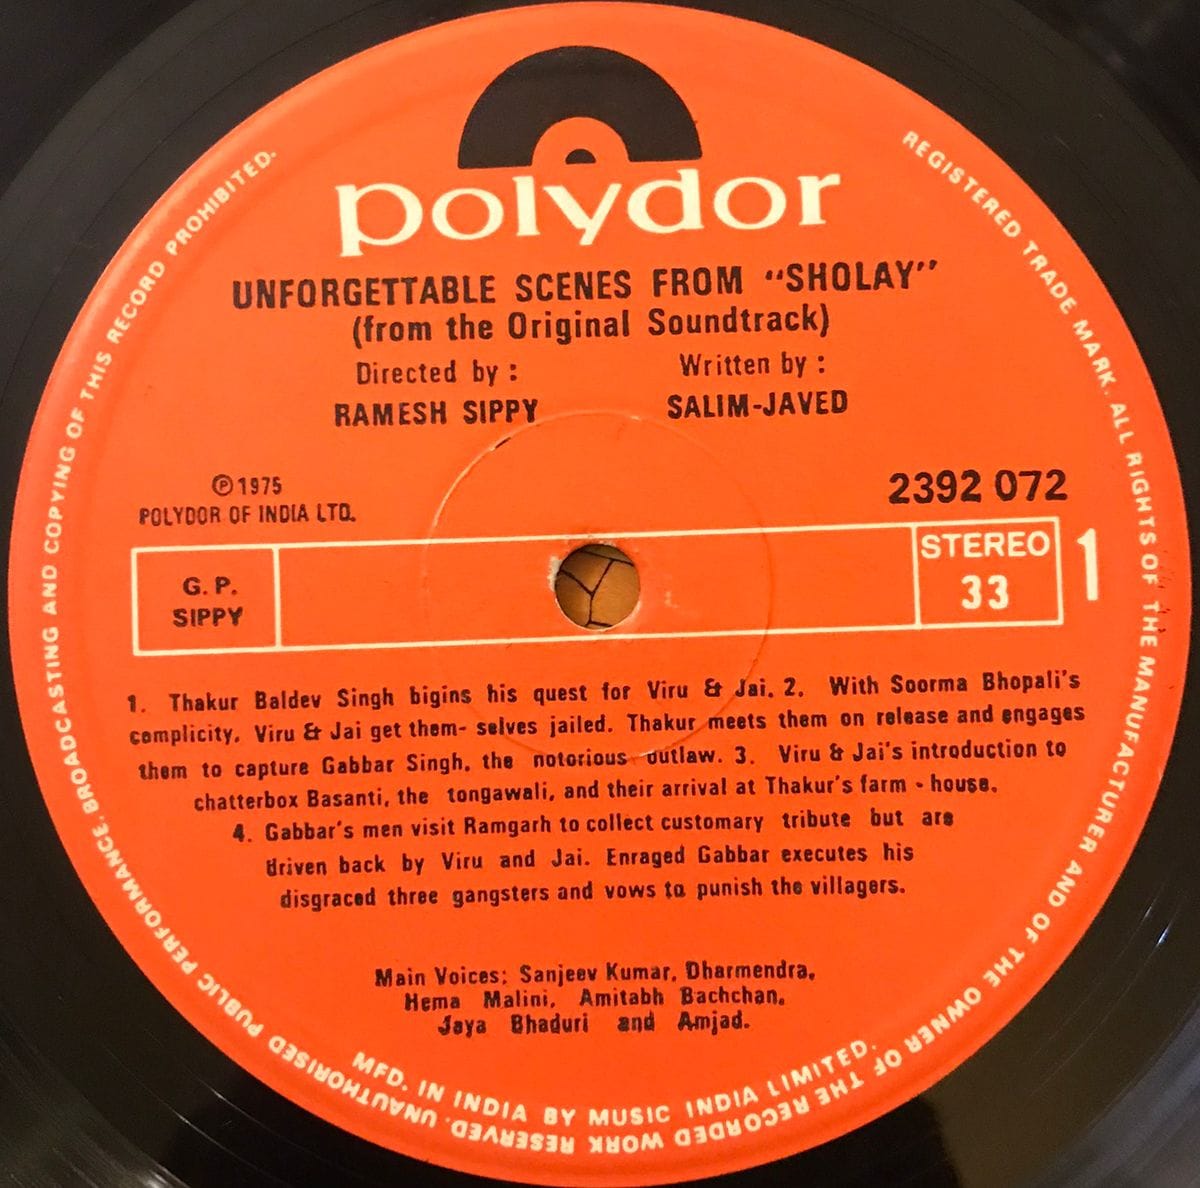 polydor
UNFORGETTABLE SCENES FROM "SHOLAY"
(from the Original Soundtrack)
Directed by :
RAMESH SIPPY
Written by :
SALIM-JAVED
℗ 1975
POLYDOR OF INDIA LTD.
2392 072
G. P.
SIPPY
STEREO
33
1
1. Thakur Baldev Singh bigins his quest for Viru & Jai. 2. With Soorma Bhopali's
complicity, Viru & Jai get them- selves jailed. Thakur meets them on release and engages
them to capture Gabbar Singh, the notorious outlaw. 3. Viru & Jai's introduction to
chatterbox Basanti, the tongawali, and their arrival at Thakur's farm - house.
4. Gabbar's men visit Ramgarh to collect customary tribute but are
driven back by Viru and Jai. Enraged Gabbar executes his
disgraced three gangsters and vows to punish the villagers.
Main Voices: Sanjeev Kumar, Dharmendra,
Hema Malini, Amitabh Bachchan,
Jaya Bhaduri and Amjad.
MFD. IN INDIA BY MUSIC INDIA LIMITED.
REGISTERED TRADE MARK. ALL RIGHTS OF THE MANUFACTURER AND OF THE OWNER OF THE RECORDED WORK RESERVED. UNAUTHORISED PUBLIC PERFORMANCE, BROADCASTING AND COPYING OF THIS RECORD PROHIBITED.